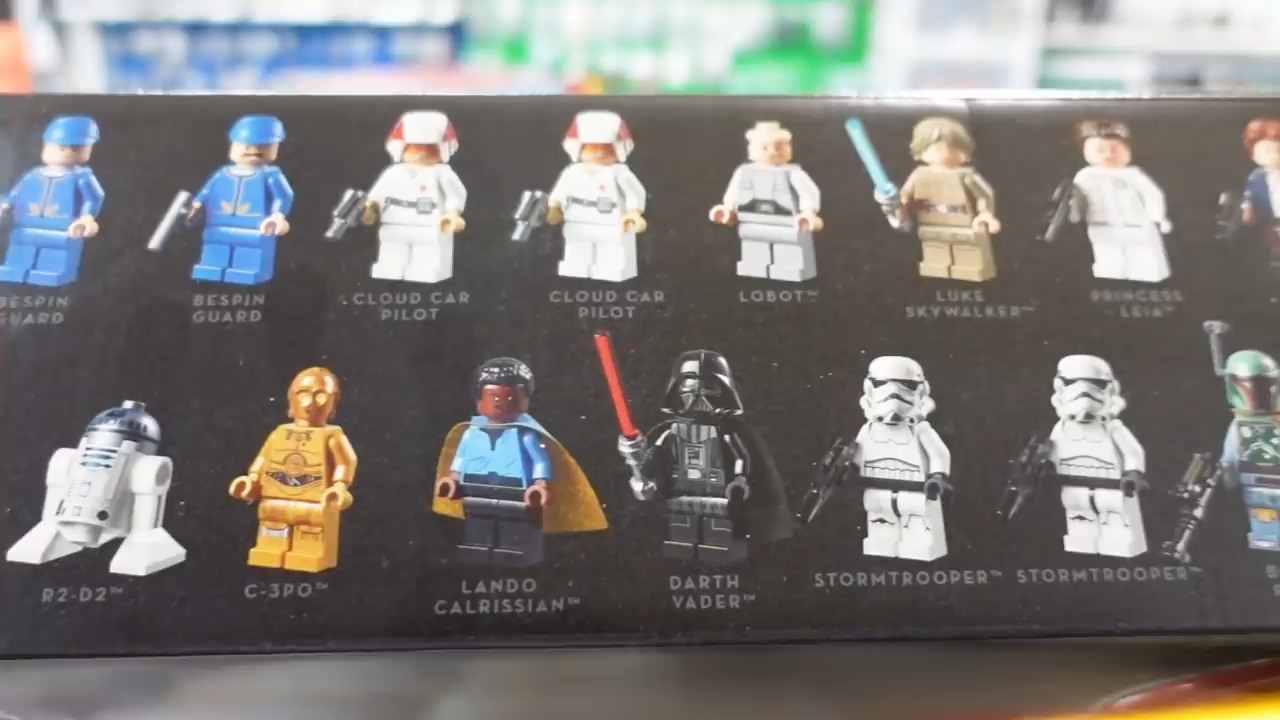 BESPIN
GUARD
BESPIN
GUARD
CLOUD CAR
PILOT
CLOUD CAR
PILOT
LOBOT™
LUKE
SKYWALKER™
PRINCESS
LEIA™
R2-D2™
C-3PO™
LANDO
CALRISSIAN™
DARTH
VADER™
STORMTROOPER™
STORMTROOPER™